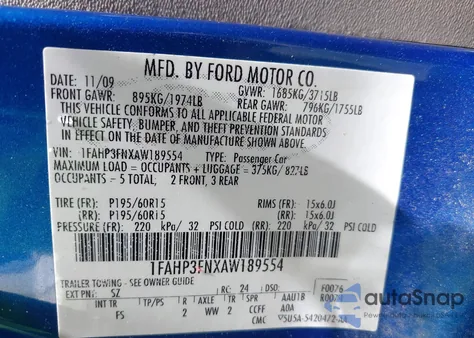 MFD. BY FORD MOTOR CO.
DATE: 11/09 GVWR: 1685KG/3715LB
FRONT GAWR: 895KG/1974LB REAR GAWR: 796KG/1755LB
THIS VEHICLE CONFORMS TO ALL APPLICABLE FEDERAL MOTOR
VEHICLE SAFETY, BUMPER, AND THEFT PREVENTION STANDARDS
IN EFFECT ON THE DATE OF MANUFACTURE SHOWN ABOVE.
VIN: 1FAHP3FNXAW189554 TYPE: Passenger Car
MAXIMUM LOAD = OCCUPANTS + LUGGAGE = 375KG/827LB
OCCUPANTS - 5 TOTAL, 2 FRONT, 3 REAR
TIRE (FR): P195/60R15 RIMS (FR): 15x6.0J
(RR): P195/60R15 (RR): 15x6.0J
PRESSURE (FR): 220 kPa/ 32 PSI COLD (RR): 220 kPa/ 32 PSI COLD
1FAHP3FNXAW189554
TRAILER TOWING - SEE OWNER GUIDE
EXT PNT: SZ RC: 24 DSO: F0076
INT TR TP/PS R AXLE TR SPR AAU1B
FS 2 WW 2 CCFF A0A
CMC
autoSnap